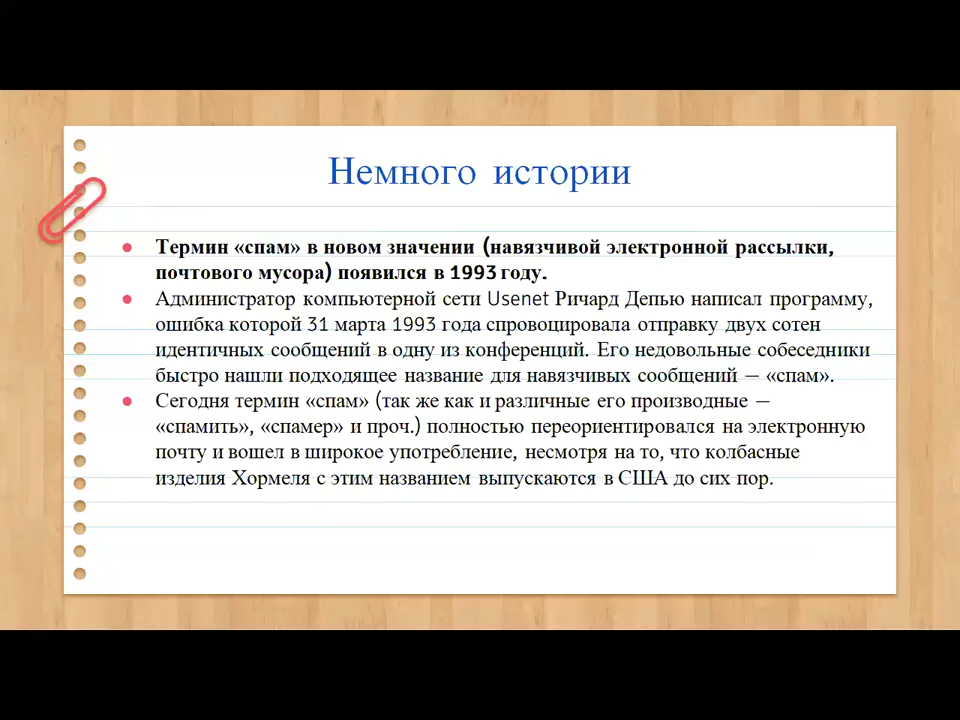 Немного истории
Термин «спам» в новом значении (навязчивой электронной рассылки,
почтового мусора) появился в 1993 году.
Администратор компьютерной сети Usenet Ричард Депью написал программу,
ошибка которой 31 марта 1993 года спровоцировала отправку двух сотен
идентичных сообщений в одну из конференций. Его недовольные собеседники
быстро нашли подходящее название для навязчивых сообщений — «спам».
Сегодня термин «спам» (так же как и различные его производные —
«спамить», «спамер» и проч.) полностью переориентировался на электронную
почту и вошел в широкое употребление, несмотря на то, что колбасные
изделия Хормеля с этим названием выпускаются в США до сих пор.